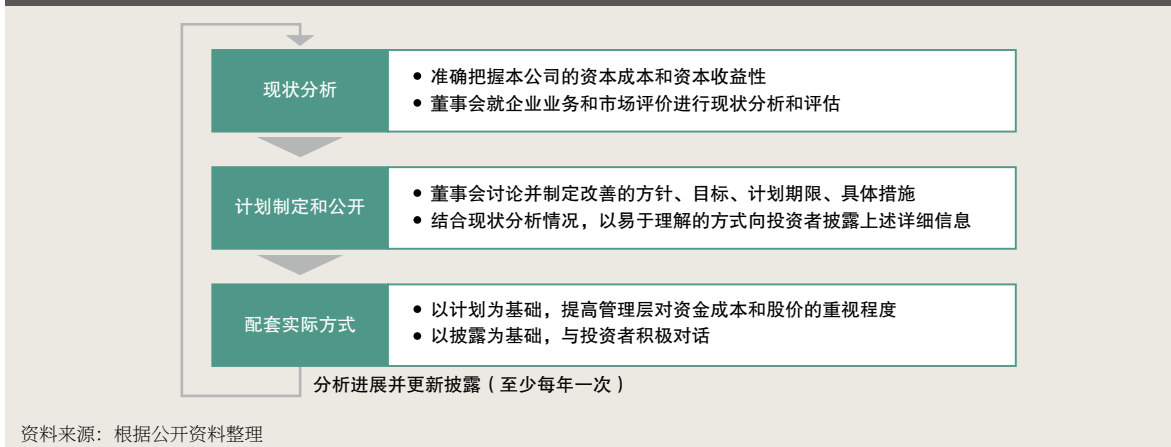 现状分析
● 准确把握本公司的资本成本和资本收益性
● 董事会就企业业务和市场评价进行现状分析和评估
计划制定和公开
● 董事会讨论并制定改善的方针、目标、计划期限、具体措施
● 结合现状分析情况，以易于理解的方式向投资者披露上述详细信息
配套实际方式
● 以计划为基础，提高管理层对资金成本和股价的重视程度
● 以披露为基础，与投资者积极对话
分析进展并更新披露（至少每年一次）
资料来源：根据公开资料整理